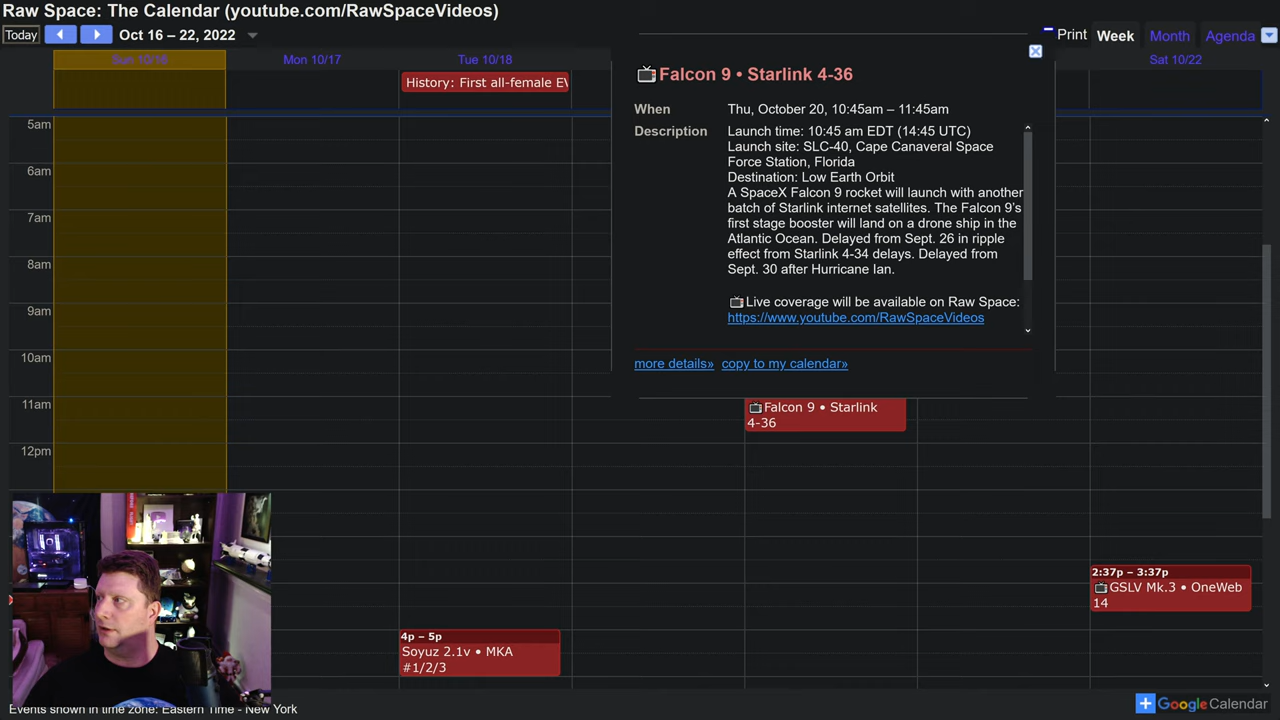 Raw Space: The Calendar (youtube.com/RawSpaceVideos)
Today
Oct 16 – 22, 2022
Print
Week
Month
Agenda
Sun 10/16
Mon 10/17
Tue 10/18
Sat 10/22
History: First all-female EV
5am
6am
7am
8am
9am
10am
11am
12pm
Falcon 9 • Starlink 4-36
When
Thu, October 20, 10:45am – 11:45am
Description
Launch time: 10:45 am EDT (14:45 UTC)
Launch site: SLC-40, Cape Canaveral Space
Force Station, Florida
Destination: Low Earth Orbit
A SpaceX Falcon 9 rocket will launch with another
batch of Starlink internet satellites. The Falcon 9's
first stage booster will land on a drone ship in the
Atlantic Ocean. Delayed from Sept. 26 in ripple
effect from Starlink 4-34 delays. Delayed from
Sept. 30 after Hurricane Ian.
Live coverage will be available on Raw Space:
https://www.youtube.com/RawSpaceVideos
more details»
copy to my calendar»
Falcon 9 • Starlink
4-36
2:37p – 3:37p
GSLV Mk.3 • OneWeb
14
4p – 5p
Soyuz 2.1v • MKA
#1/2/3
Events shown in time zone: Eastern Time - New York
Google Calendar